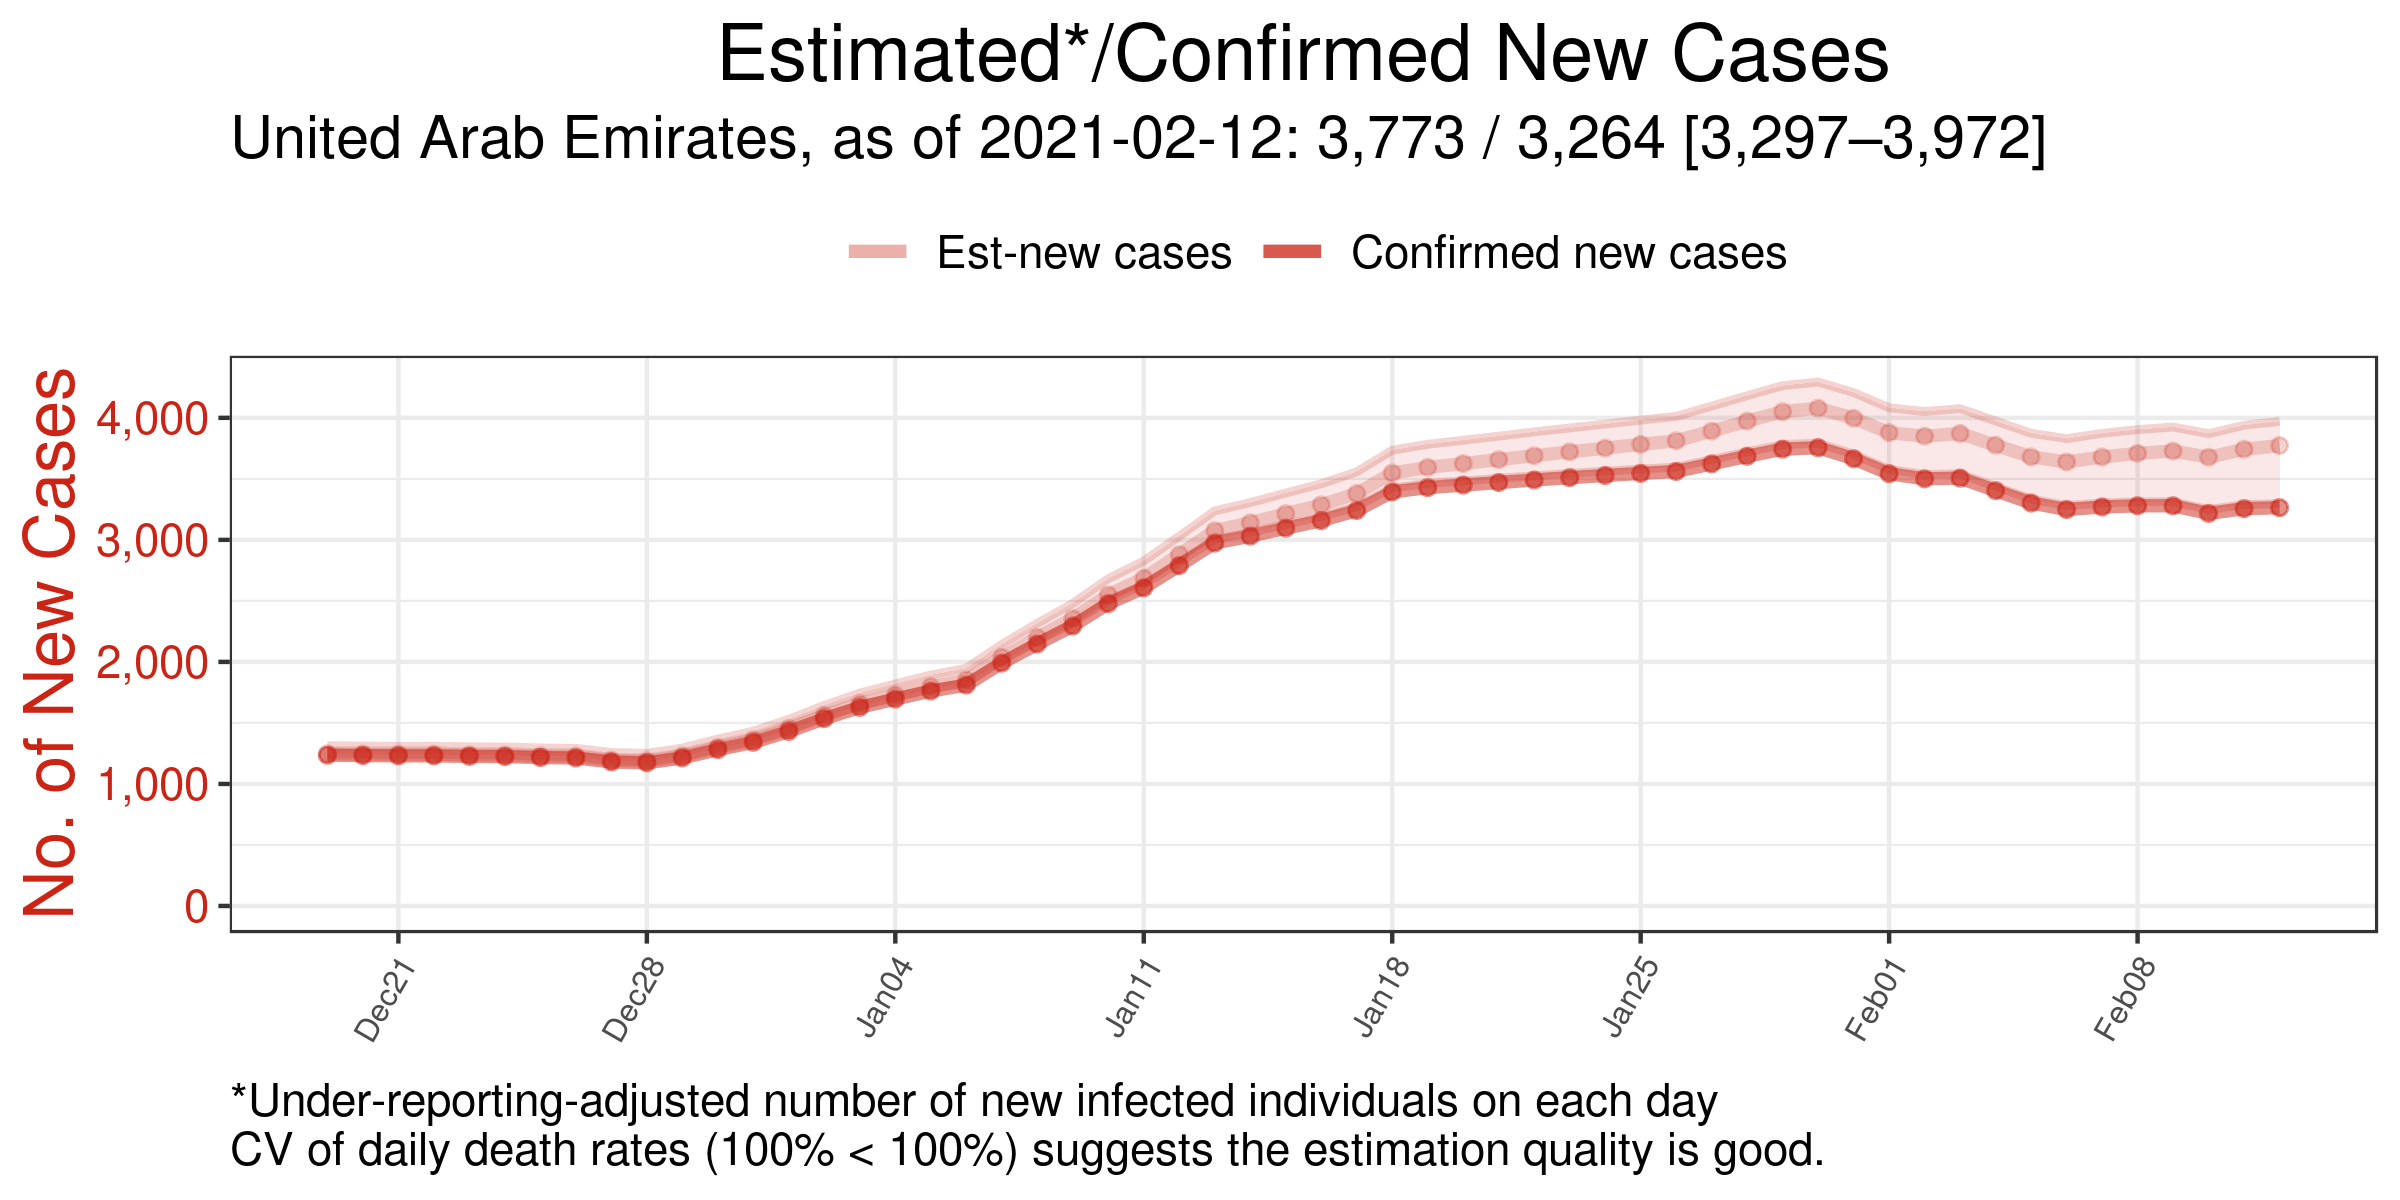 Estimated*/Confirmed New Cases
United Arab Emirates, as of 2021-02-12: 3,773 / 3,264 [3,297–3,972]
Est-new cases
Confirmed new cases
No. of New Cases
4,000
3,000
2,000
1,000
0
Dec21
Dec28
Jan04
Jan11
Jan18
Jan25
Feb01
Feb08
*Under-reporting-adjusted number of new infected individuals on each day
CV of daily death rates (100% < 100%) suggests the estimation quality is good.